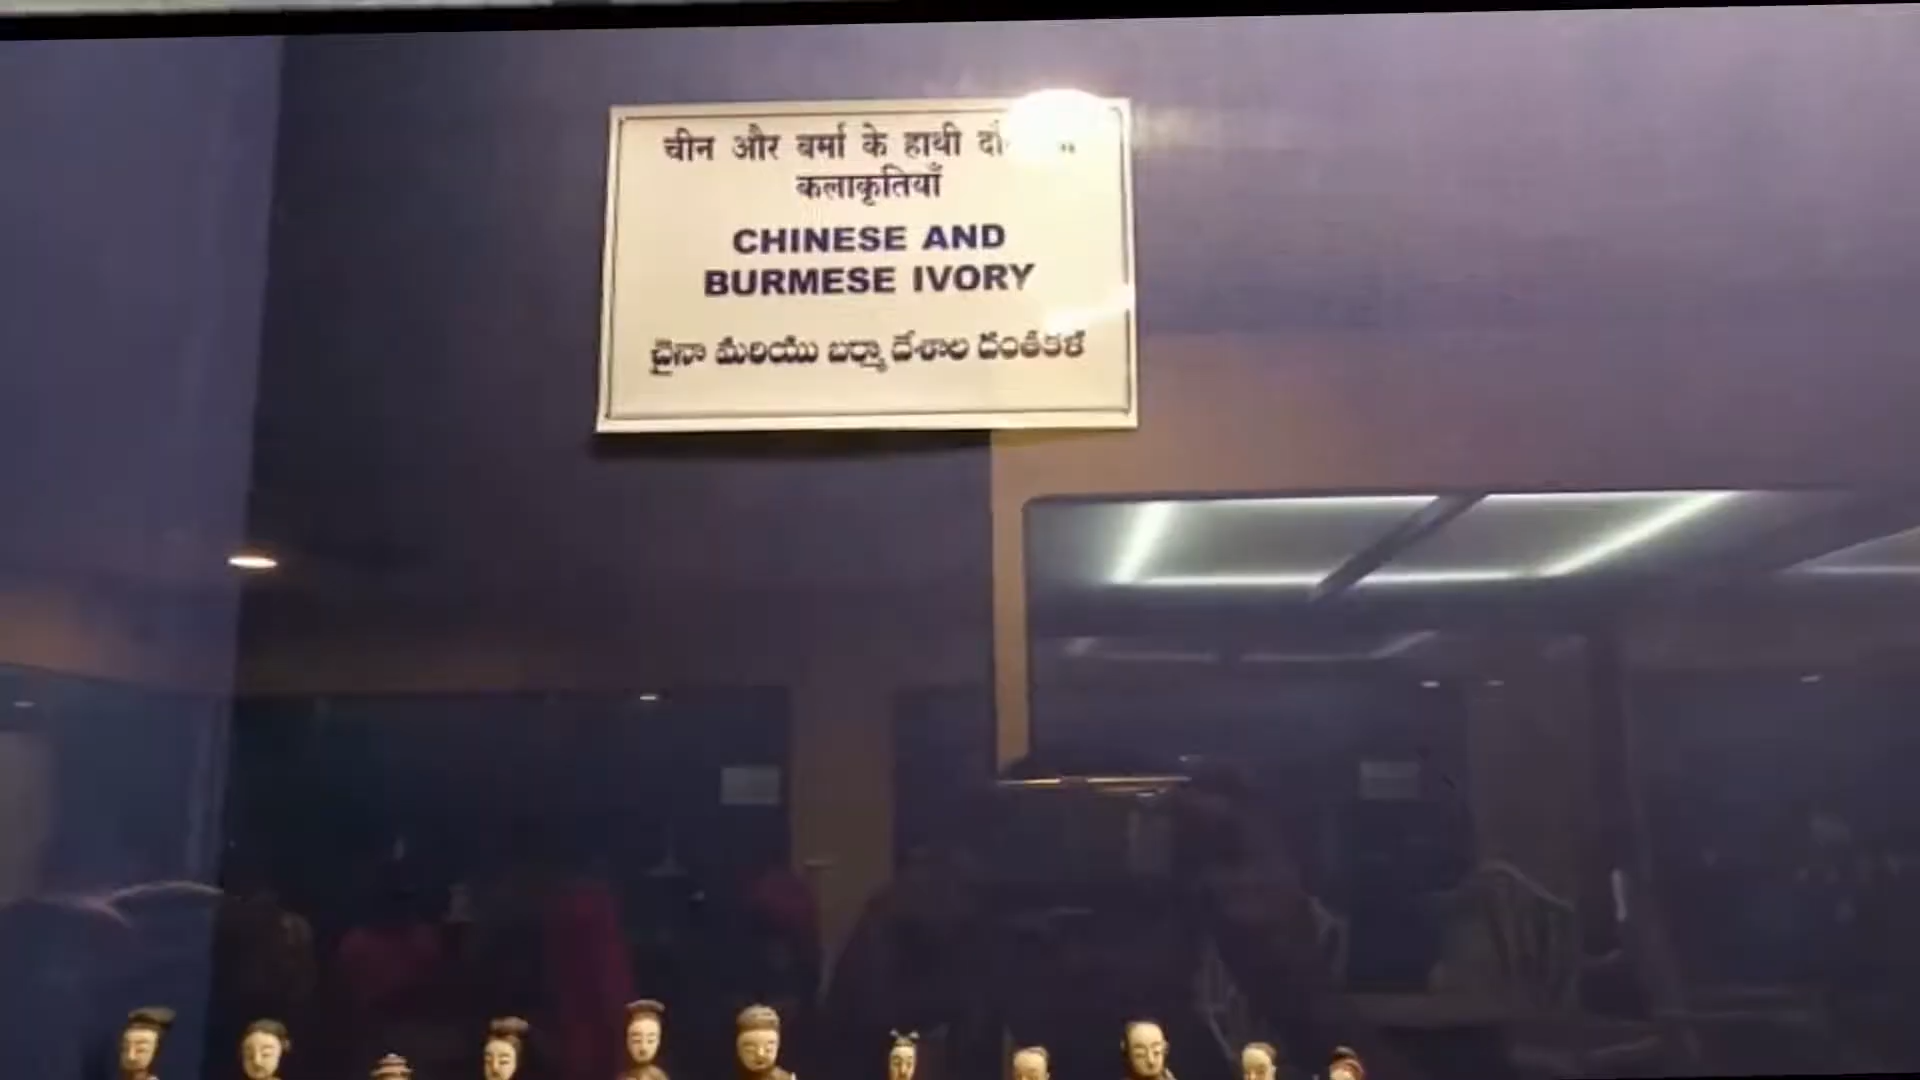 चीन और बर्मा के हाथी
कलाकृतियाँ
CHINESE AND
BURMESE IVORY
చైనా మరియు బర్మా దేశాల దంతకళ